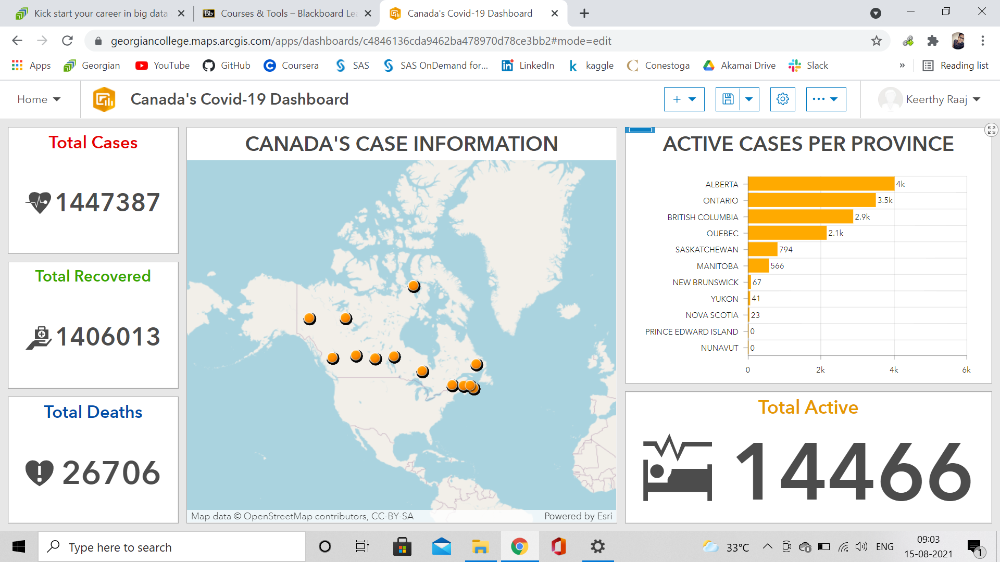 Kick start your career in big data
Courses & Tools – Blackboard Lea
Canada's Covid-19 Dashboard
georgiancollege.maps.arcgis.com/apps/dashboards/c4846136cda9462ba478970d78ce3bb2#mode=edit
Apps
Georgian
YouTube
GitHub
Coursera
SAS
SAS OnDemand for...
LinkedIn
kaggle
Conestoga
Akamai Drive
Slack
»
Reading list
Home
Canada's Covid-19 Dashboard
Keerthy Raaj
Total Cases
1447387
Total Recovered
1406013
Total Deaths
26706
CANADA'S CASE INFORMATION
Map data © OpenStreetMap contributors, CC-BY-SA
Powered by Esri
ACTIVE CASES PER PROVINCE
ALBERTA 4k
ONTARIO 3.5k
BRITISH COLUMBIA 2.9k
QUEBEC 2.1k
SASKATCHEWAN 794
MANITOBA 566
NEW BRUNSWICK 67
YUKON 41
NOVA SCOTIA 23
PRINCE EDWARD ISLAND 0
NUNAVUT 0
0 2k 4k 6k
Total Active
14466
Type here to search
33°C
ENG
09:03
15-08-2021
1